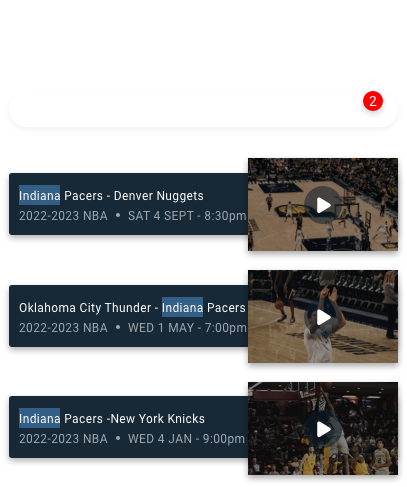 2
Indiana Pacers - Denver Nuggets
2022-2023 NBA • SAT 4 SEPT - 8:30pm
Oklahoma City Thunder - Indiana Pacers
2022-2023 NBA • WED 1 MAY - 7:00pm
Indiana Pacers -New York Knicks
2022-2023 NBA • WED 4 JAN - 9:00pm